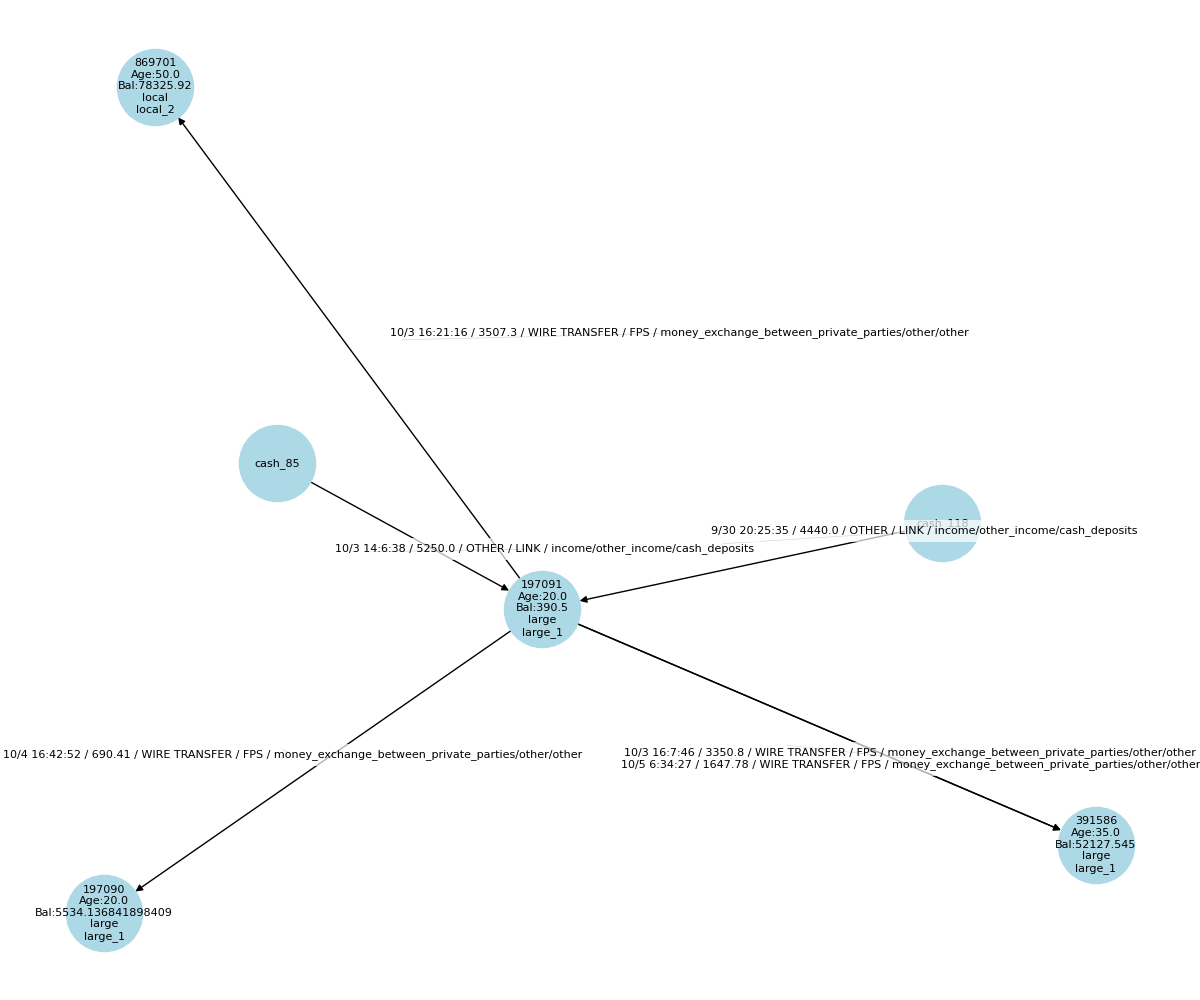 869701
Age:50.0
Bal:78325.92
local
local_2
10/3 16:21:16 / 3507.3 / WIRE TRANSFER / FPS / money_exchange_between_private_parties/other/other
cash_85
cash_118
9/30 20:25:35 / 4440.0 / OTHER / LINK / income/other_income/cash_deposits
10/3 14:6:38 / 5250.0 / OTHER / LINK / income/other_income/cash_deposits
197091
Age:20.0
Bal:390.5
large
large_1
10/4 16:42:52 / 690.41 / WIRE TRANSFER / FPS / money_exchange_between_private_parties/other/other
10/3 16:7:46 / 3350.8 / WIRE TRANSFER / FPS / money_exchange_between_private_parties/other/other
10/5 6:34:27 / 1647.78 / WIRE TRANSFER / FPS / money_exchange_between_private_parties/other/other
391586
Age:35.0
Bal:52127.545
large
large_1
197090
Age:20.0
Bal:5534.136841898409
large
large_1